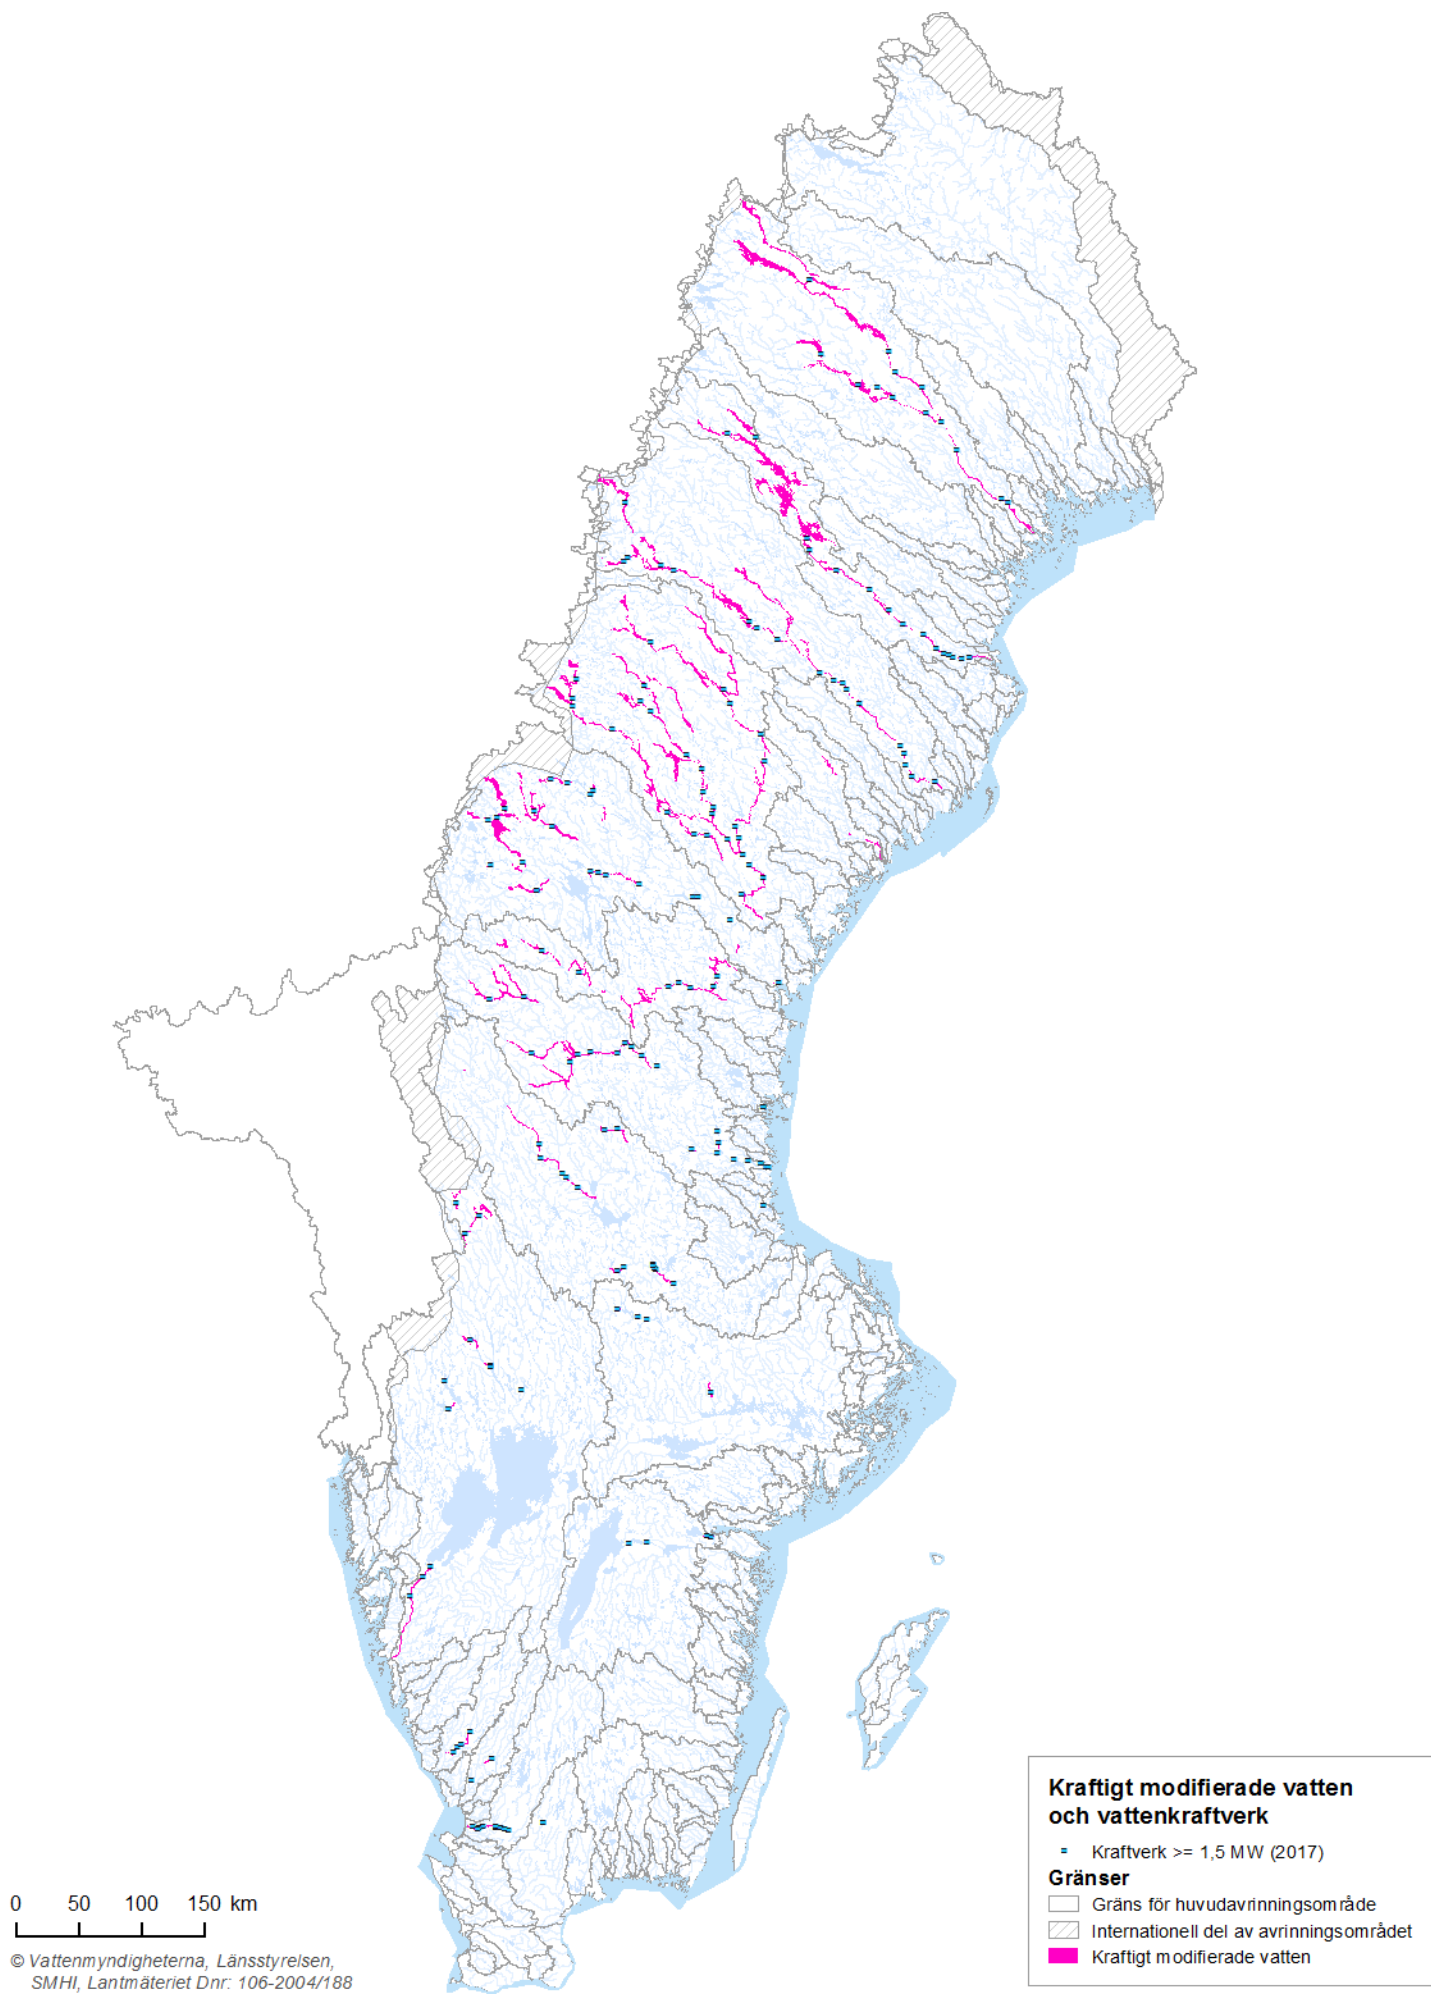 Kraftigt modifierade vatten
och vattenkraftverk
Kraftverk >= 1,5 MW (2017)
Gränser
Gräns för huvudavrinningsområde
Internationell del av avrinningsområdet
Kraftigt modifierade vatten
0 50 100 150 km
© Vattenmyndigheterna, Länsstyrelsen,
SMHI, Lantmäteriet Dnr: 106-2004/188